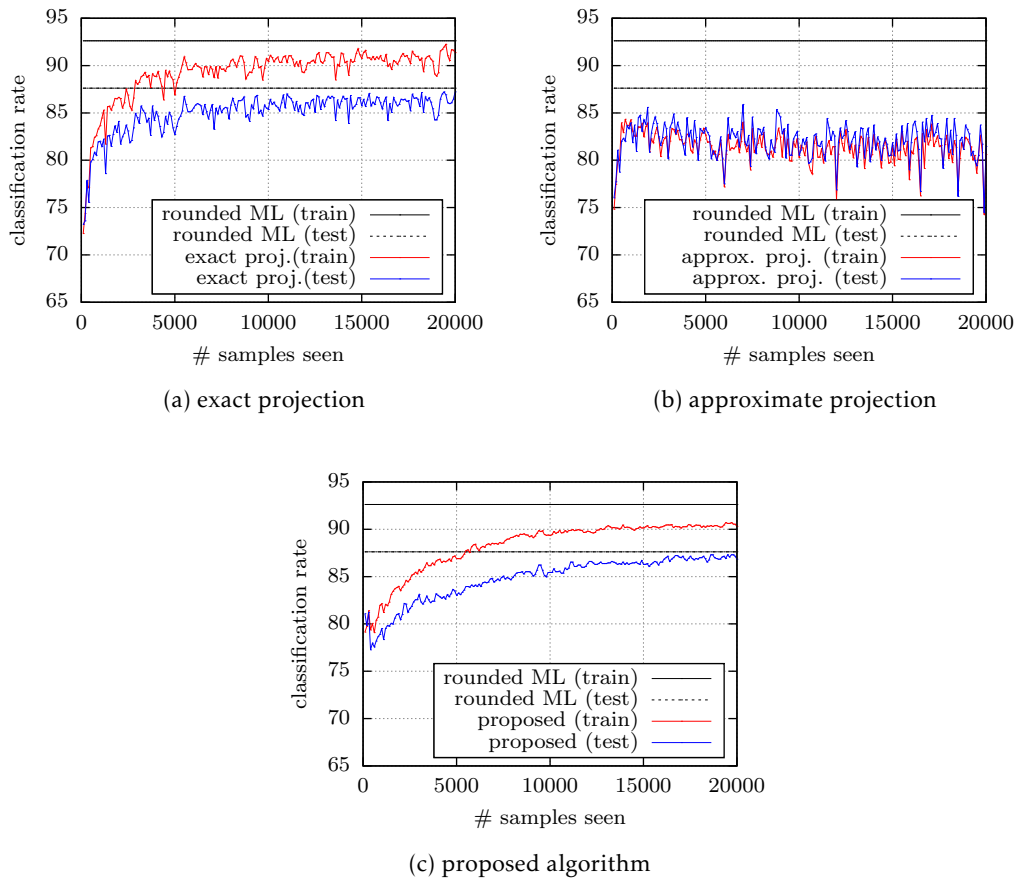 95
90
85
80
75
70
65
classification rate
rounded ML (train)
rounded ML (test)
exact proj.(train)
exact proj.(test)
0 5000 10000 15000 20000
# samples seen
(a) exact projection
95
90
85
80
75
70
65
classification rate
rounded ML (train)
rounded ML (test)
approx. proj. (train)
approx. proj. (test)
0 5000 10000 15000 20000
# samples seen
(b) approximate projection
95
90
85
80
75
70
65
classification rate
rounded ML (train)
rounded ML (test)
proposed (train)
proposed (test)
0 5000 10000 15000 20000
# samples seen
(c) proposed algorithm